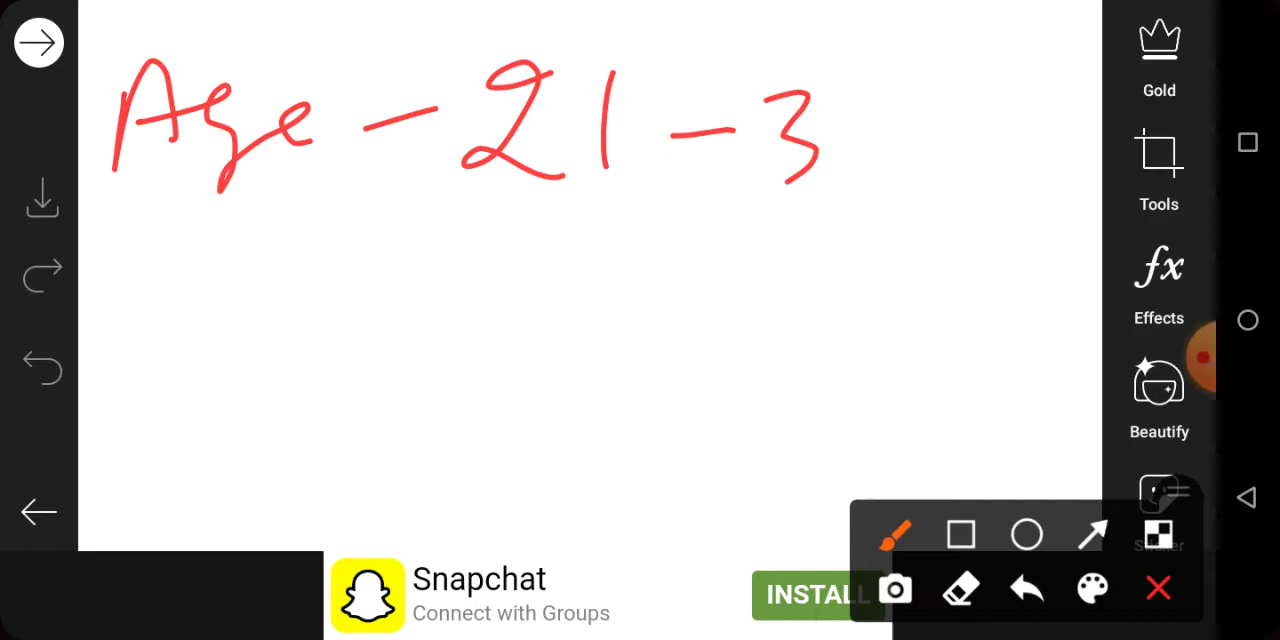 Age - 21 - 3
Gold
Tools
fx
Effects
Beautify
Snapchat
Connect with Groups
INSTALL